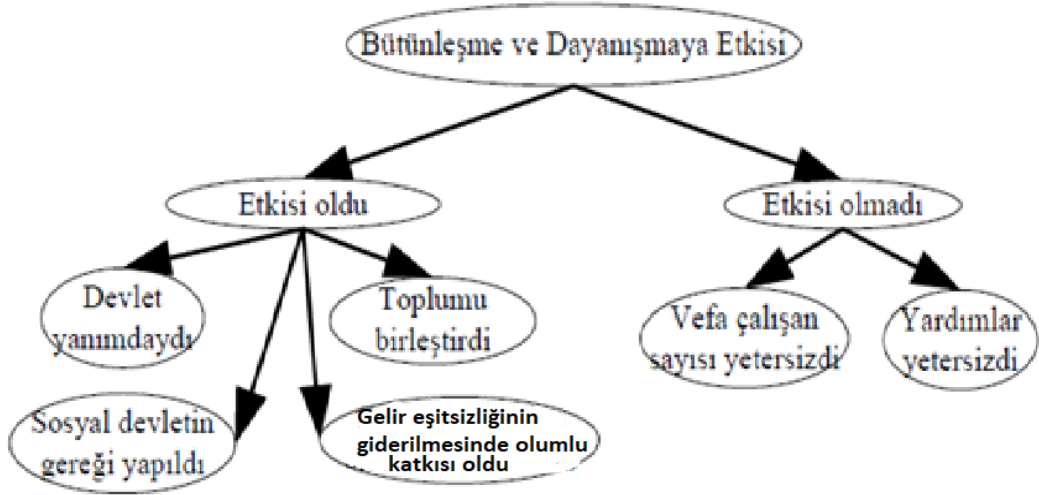 Bütünleşme ve Dayanışmaya Etkisi
Etkisi oldu
Etkisi olmadı
Devlet
yanımdaydı
Toplumu
birleştirdi
Vefa çalışan
sayısı yetersizdi
Yardımlar
yetersizdi
Sosyal devletin
gereği yapıldı
Gelir eşitsizliğinin
giderilmesinde olumlu
katkısı oldu